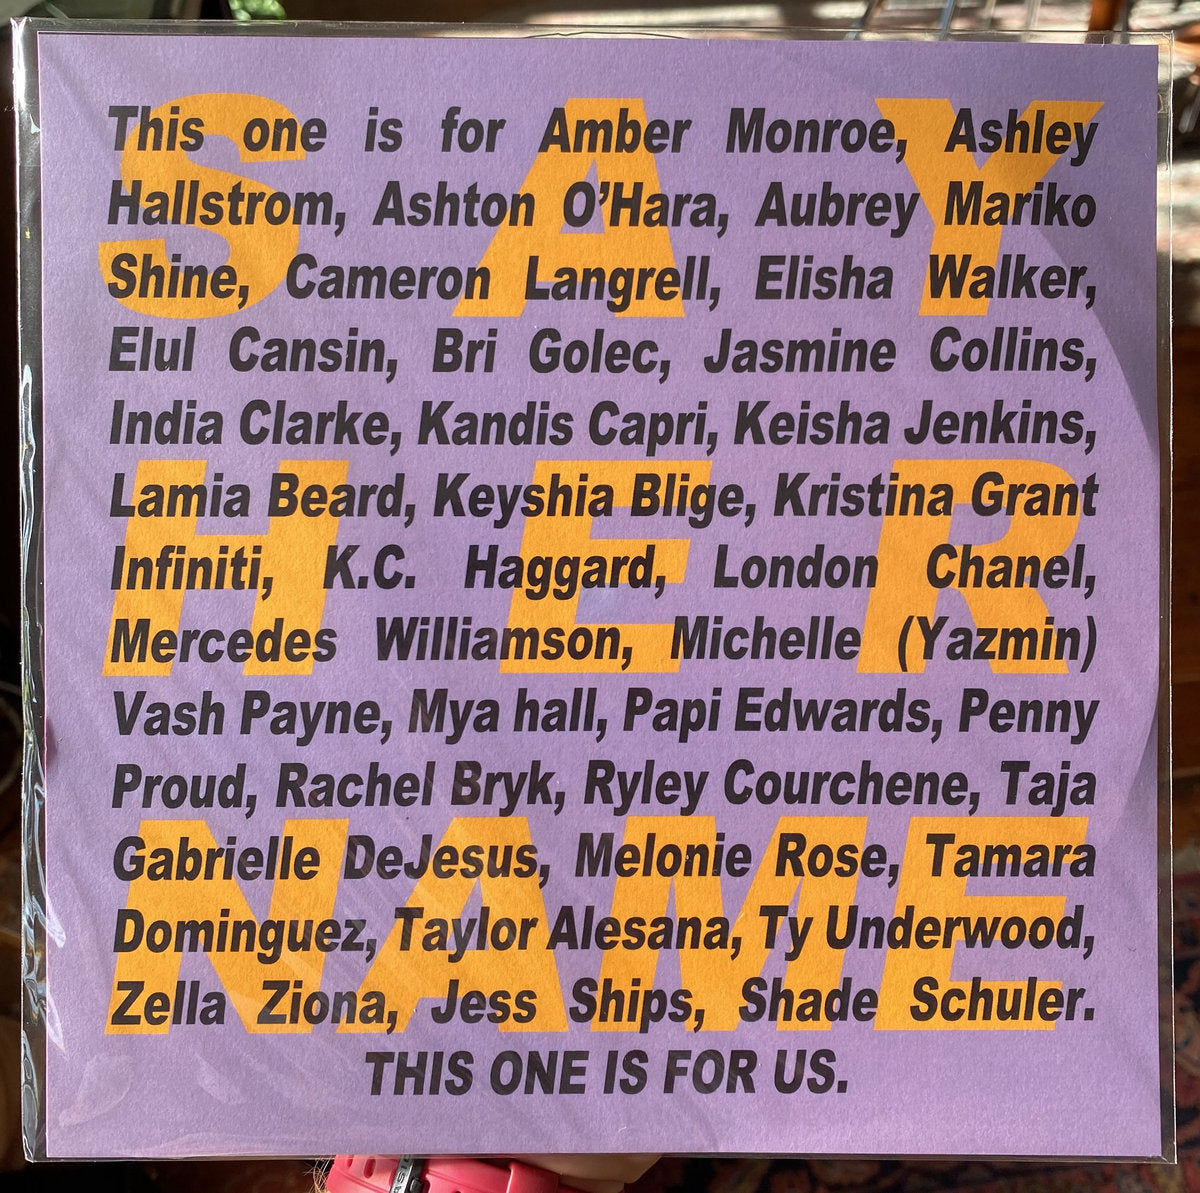 SAY
HER
NAME
This one is for Amber Monroe, Ashley
Hallstrom, Ashton O’Hara, Aubrey Mariko
Shine, Cameron Langrell, Elisha Walker,
Elul Cansin, Bri Golec, Jasmine Collins,
India Clarke, Kandis Capri, Keisha Jenkins,
Lamia Beard, Keyshia Blige, Kristina Grant
Infiniti, K.C. Haggard, London Chanel,
Mercedes Williamson, Michelle (Yazmin)
Vash Payne, Mya hall, Papi Edwards, Penny
Proud, Rachel Bryk, Ryley Courchene, Taja
Gabrielle DeJesus, Melonie Rose, Tamara
Dominguez, Taylor Alesana, Ty Underwood,
Zella Ziona, Jess Ships, Shade Schuler.
THIS ONE IS FOR US.